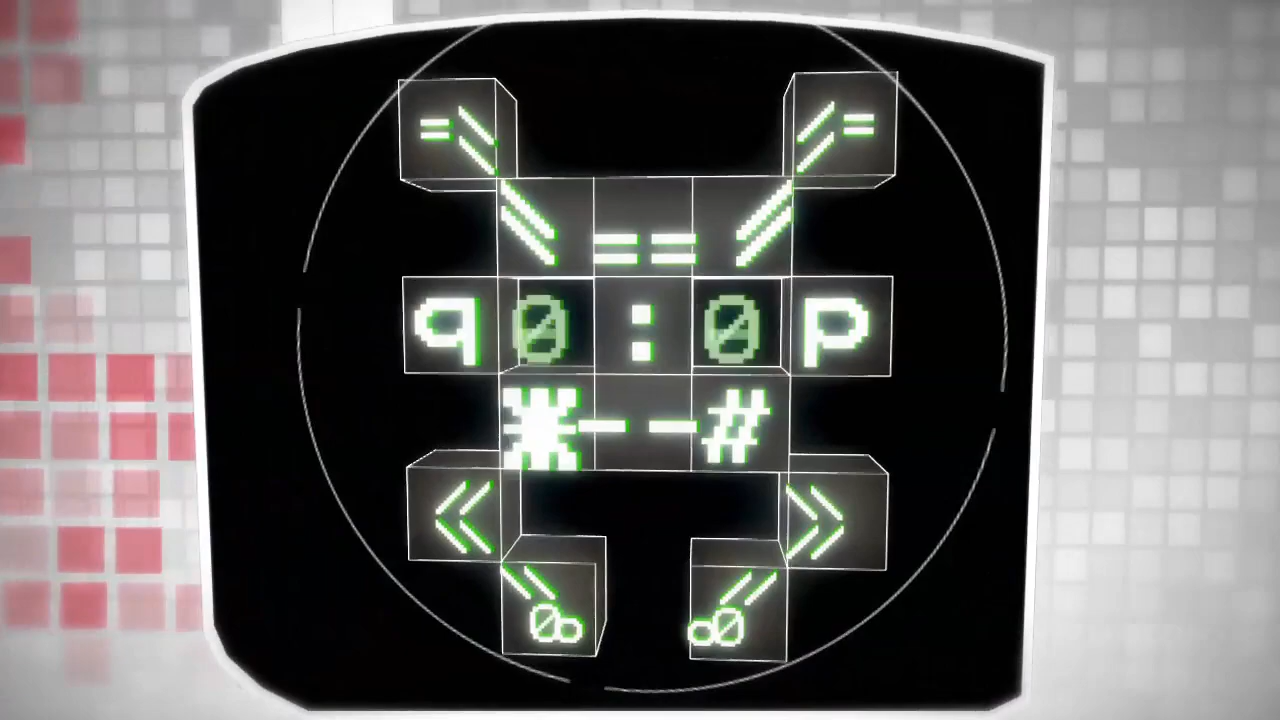 =\\ //=
\\==//
q0:0p
*--#
<< >>
\\0o o0//